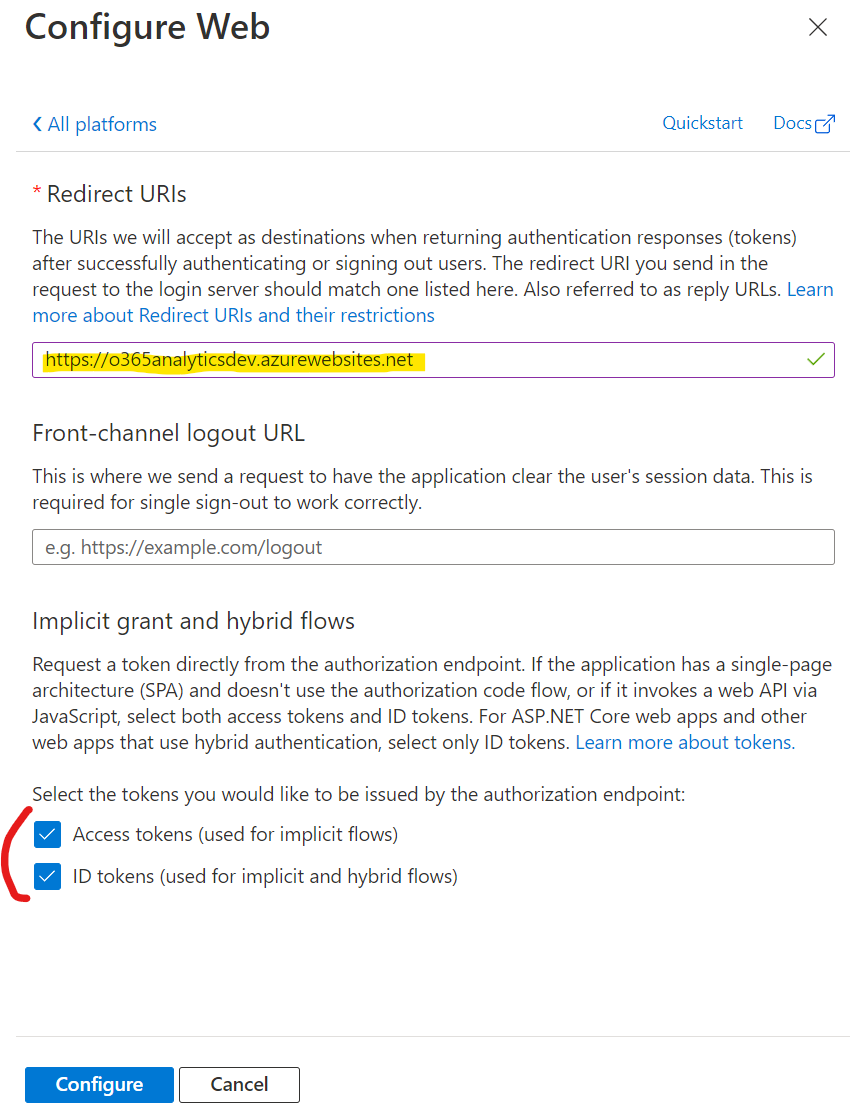 Configure Web
All platforms
Quickstart
Docs
* Redirect URIs
The URIs we will accept as destinations when returning authentication responses (tokens)
after successfully authenticating or signing out users. The redirect URI you send in the
request to the login server should match one listed here. Also referred to as reply URLs. Learn
more about Redirect URIs and their restrictions
https://o365analyticsdev.azurewebsites.net
Front-channel logout URL
This is where we send a request to have the application clear the user's session data. This is
required for single sign-out to work correctly.
e.g. https://example.com/logout
Implicit grant and hybrid flows
Request a token directly from the authorization endpoint. If the application has a single-page
architecture (SPA) and doesn't use the authorization code flow, or if it invokes a web API via
JavaScript, select both access tokens and ID tokens. For ASP.NET Core web apps and other
web apps that use hybrid authentication, select only ID tokens. Learn more about tokens.
Select the tokens you would like to be issued by the authorization endpoint:
Access tokens (used for implicit flows)
ID tokens (used for implicit and hybrid flows)
Configure
Cancel